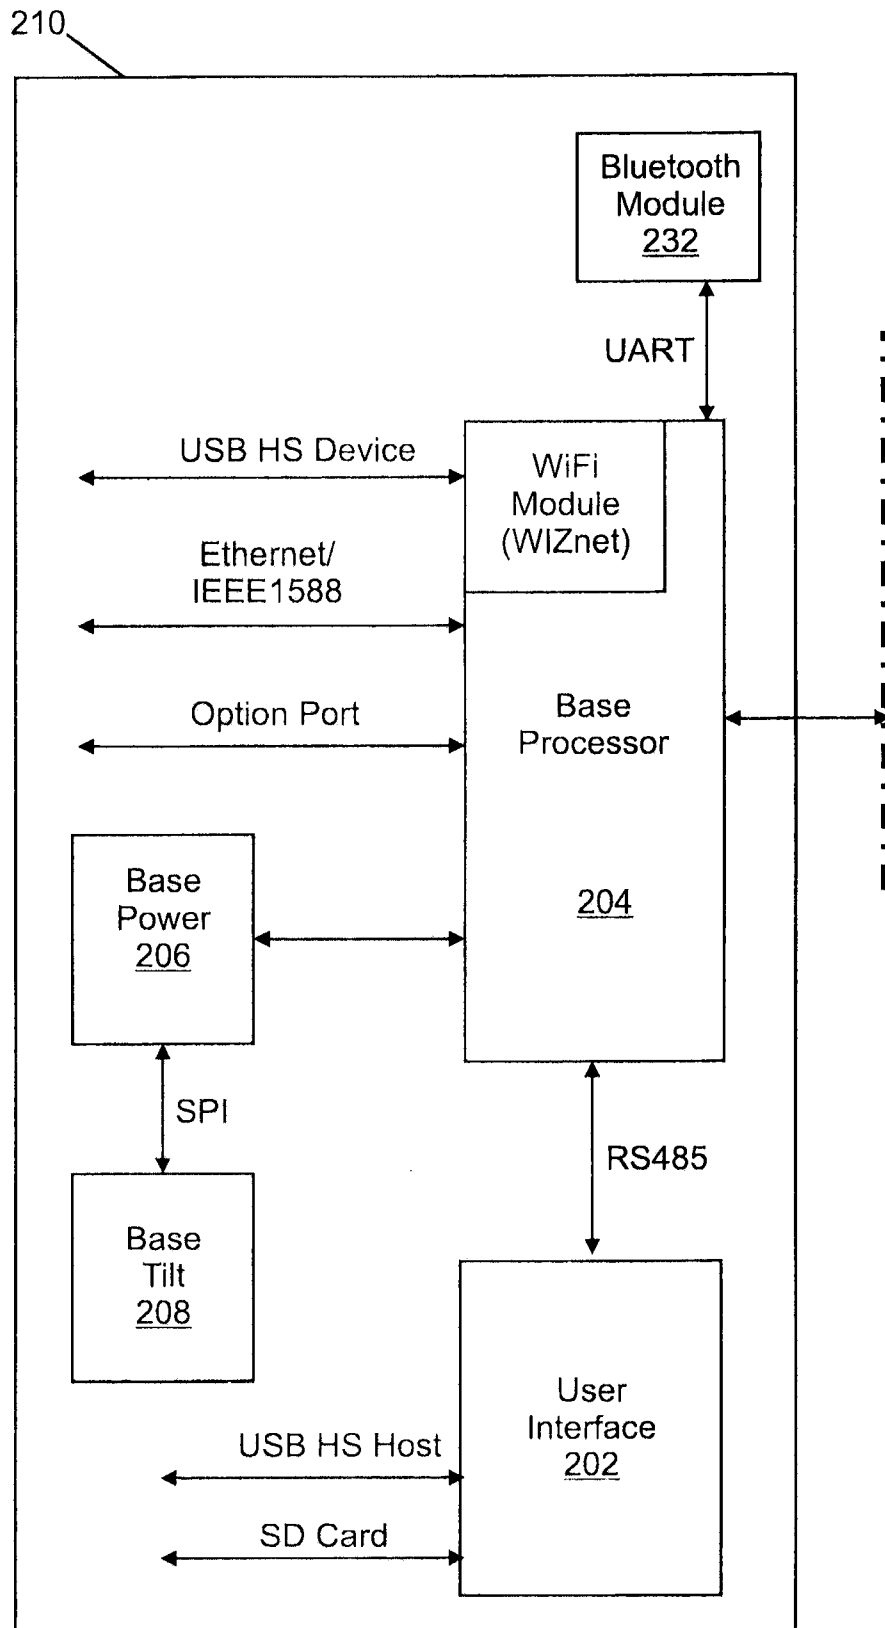 210
Bluetooth
Module
232
UART
USB HS Device
WiFi
Module
(WIZnet)
Ethernet/
IEEE1588
Option Port
Base
Processor
204
Base
Power
206
SPI
RS485
Base
Tilt
208
User
Interface
202
USB HS Host
SD Card